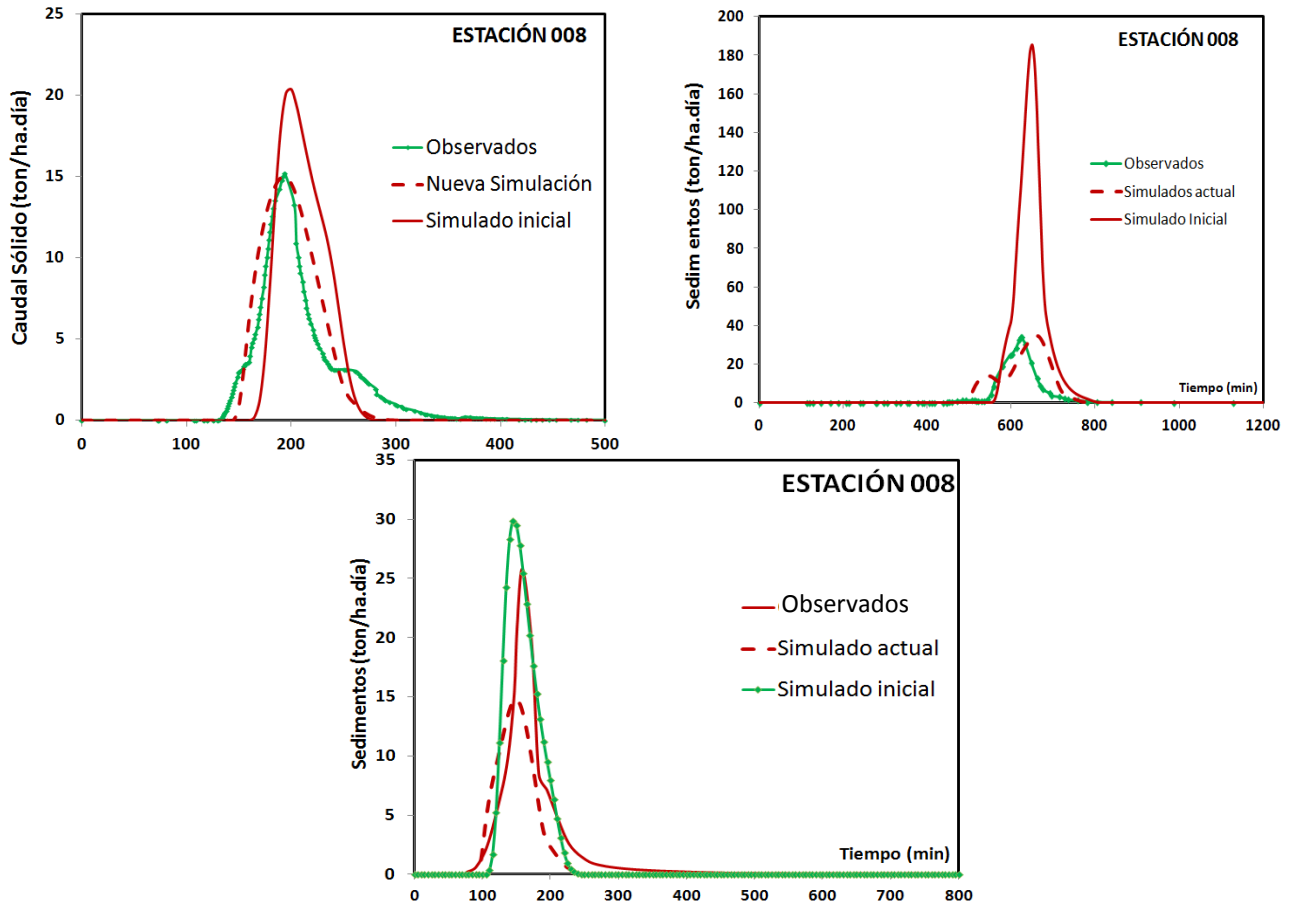 ESTACIÓN 008
Caudal Sólido (ton/ha.día)
25
20
15
10
5
0
0 100 200 300 400 500
Observados
Nueva Simulación
Simulado inicial
ESTACIÓN 008
Sedim entos (ton/ha.día)
200
180
160
140
120
100
80
60
40
20
0
0 200 400 600 800 1000 1200
Observados
Simulados actual
Simulado Inicial
Tiempo (min)
ESTACIÓN 008
Sedimentos (ton/ha.día)
35
30
25
20
15
10
5
0
0 100 200 300 400 500 600 700 800
Observados
Simulado actual
Simulado inicial
Tiempo (min)